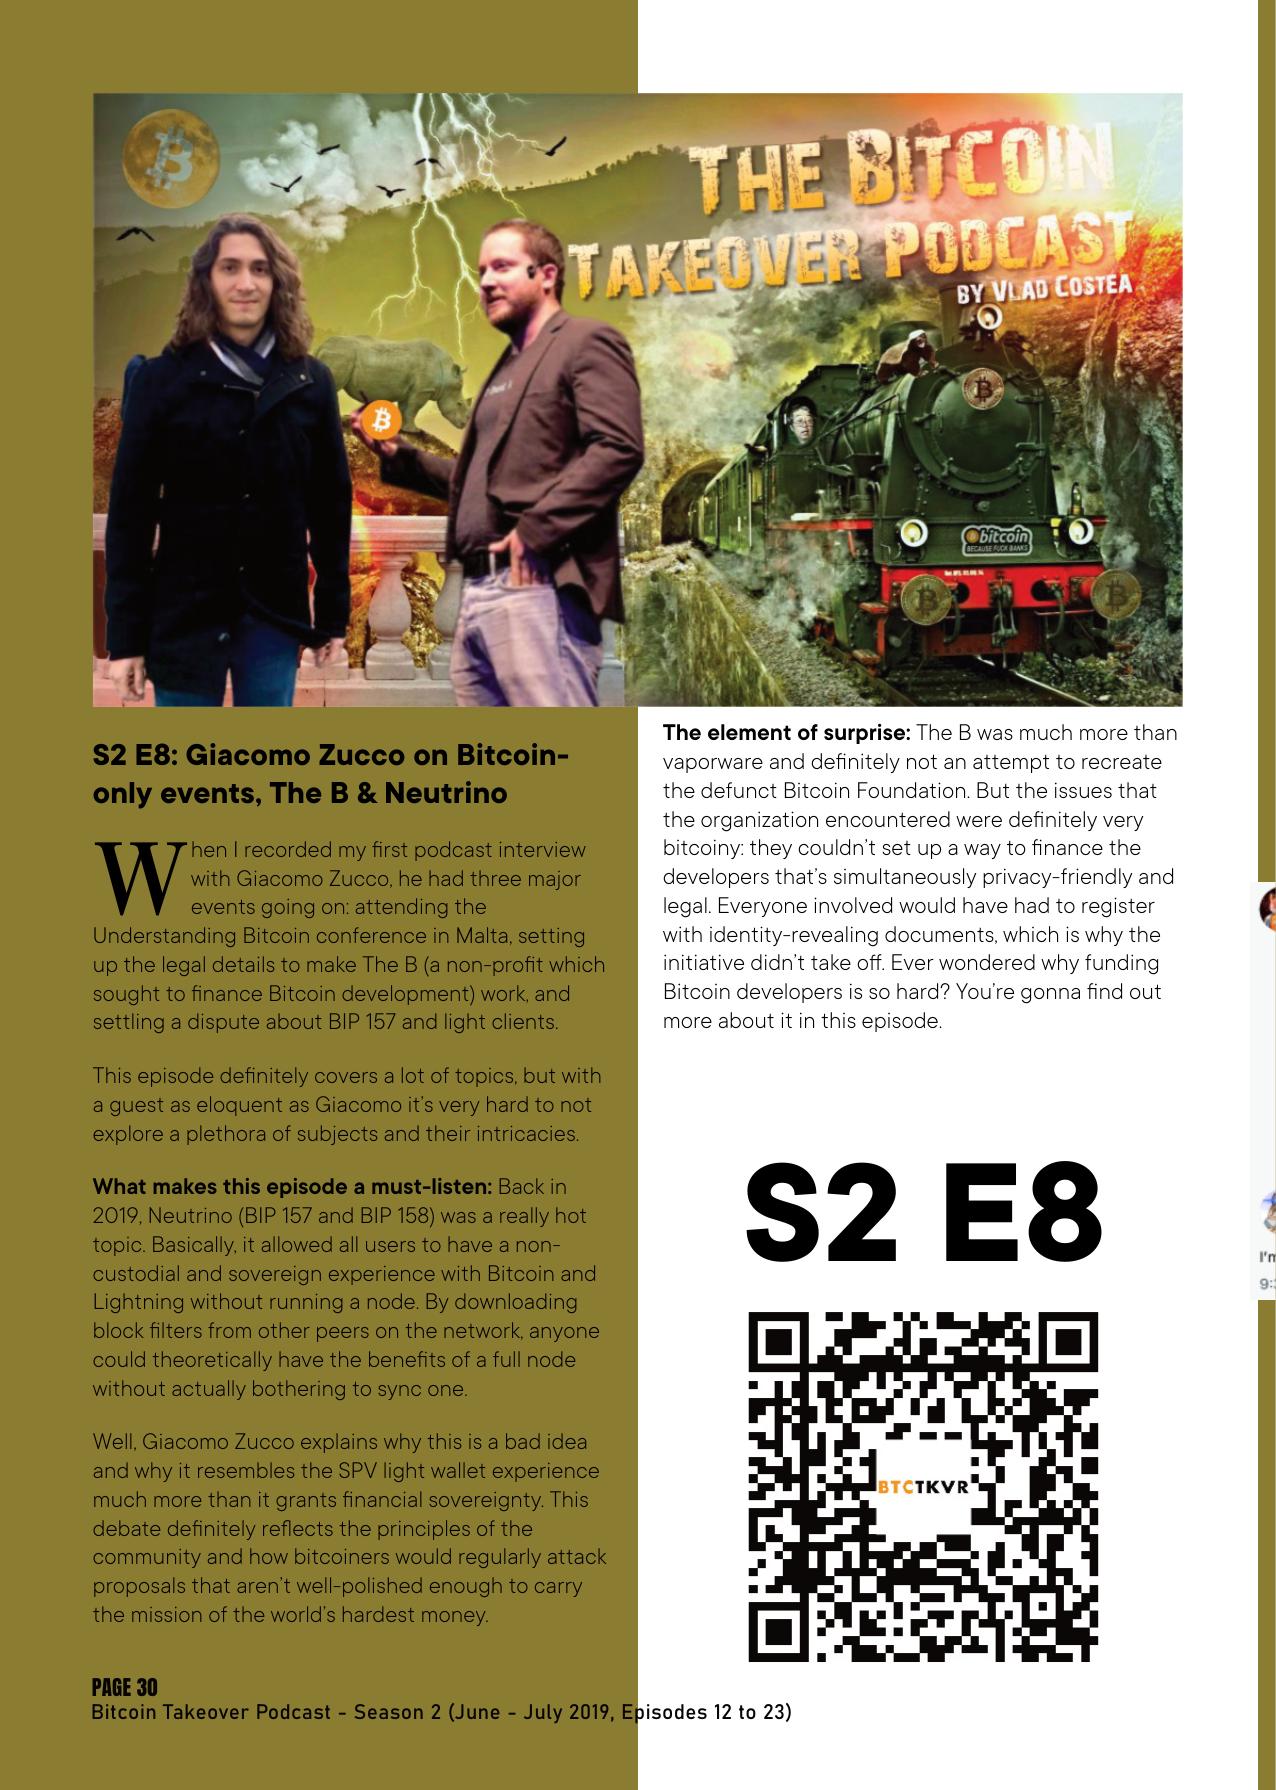 THE BITCOIN
TAKEOVER PODCAST
BY VLAD COSTEA
bitcoin
BECAUSE FUCK BANKS
S2 E8: Giacomo Zucco on Bitcoin-
only events, The B & Neutrino
When I recorded my first podcast interview
with Giacomo Zucco, he had three major
events going on: attending the
Understanding Bitcoin conference in Malta, setting
up the legal details to make The B (a non-profit which
sought to finance Bitcoin development) work, and
settling a dispute about BIP 157 and light clients.
This episode definitely covers a lot of topics, but with
a guest as eloquent as Giacomo it’s very hard to not
explore a plethora of subjects and their intricacies.
What makes this episode a must-listen: Back in
2019, Neutrino (BIP 157 and BIP 158) was a really hot
topic. Basically, it allowed all users to have a non-
custodial and sovereign experience with Bitcoin and
Lightning without running a node. By downloading
block filters from other peers on the network, anyone
could theoretically have the benefits of a full node
without actually bothering to sync one.
Well, Giacomo Zucco explains why this is a bad idea
and why it resembles the SPV light wallet experience
much more than it grants financial sovereignty. This
debate definitely reflects the principles of the
community and how bitcoiners would regularly attack
proposals that aren’t well-polished enough to carry
the mission of the world’s hardest money.
The element of surprise: The B was much more than
vaporware and definitely not an attempt to recreate
the defunct Bitcoin Foundation. But the issues that
the organization encountered were definitely very
bitcoiny: they couldn’t set up a way to finance the
developers that’s simultaneously privacy-friendly and
legal. Everyone involved would have had to register
with identity-revealing documents, which is why the
initiative didn’t take off. Ever wondered why funding
Bitcoin developers is so hard? You’re gonna find out
more about it in this episode.
S2 E8
BTCTKVR
PAGE 30
Bitcoin Takeover Podcast - Season 2 (June - July 2019, Episodes 12 to 23)